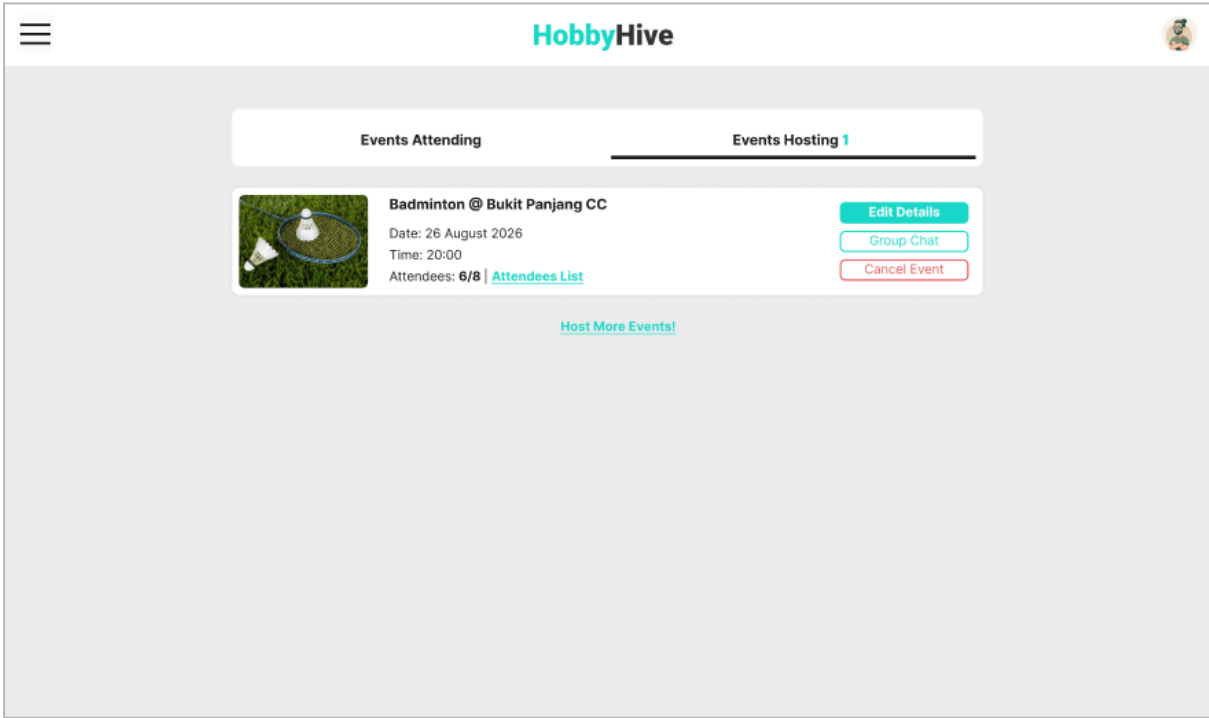 HobbyHive
Events Attending
Events Hosting 1
Badminton @ Bukit Panjang CC
Date: 26 August 2026
Time: 20:00
Attendees: 6/8 | Attendees List
Edit Details
Group Chat
Cancel Event
Host More Events!